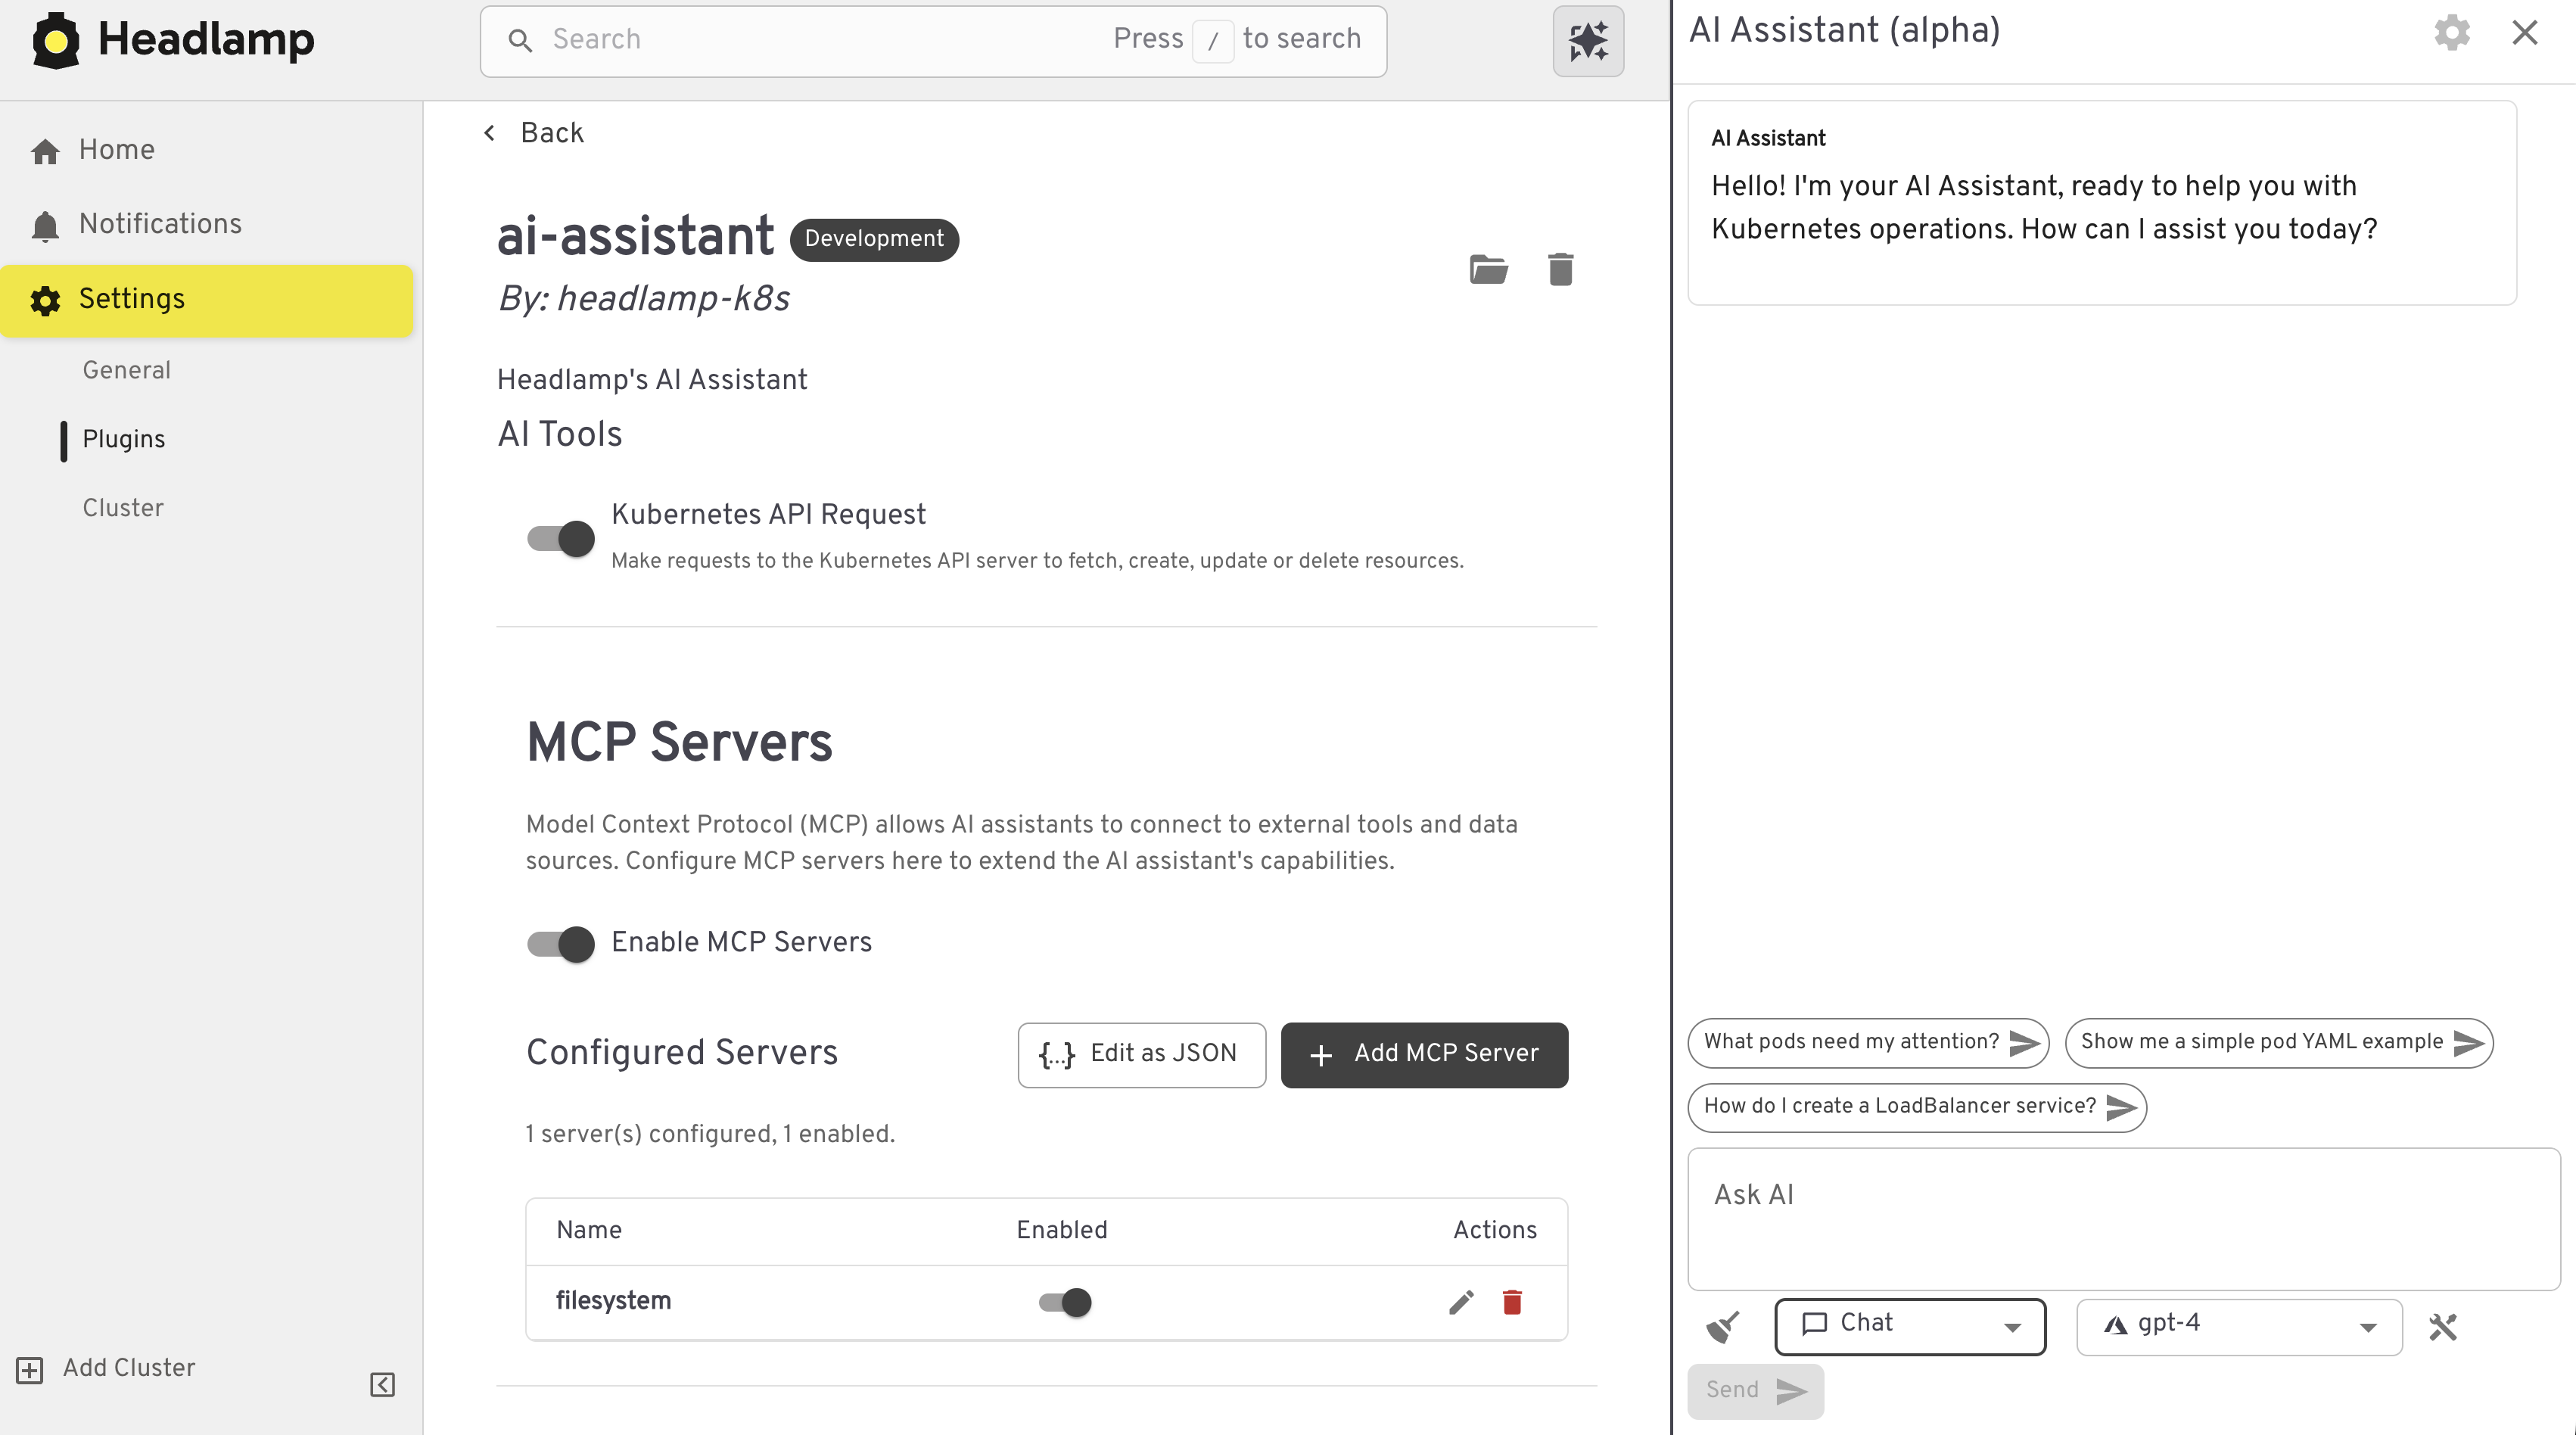 Headlamp
Search
Press / to search
Home
Notifications
Settings
General
Plugins
Cluster
Add Cluster
Back
ai-assistant Development
By: headlamp-k8s
Headlamp's AI Assistant
AI Tools
Kubernetes API Request
Make requests to the Kubernetes API server to fetch, create, update or delete resources.
MCP Servers
Model Context Protocol (MCP) allows AI assistants to connect to external tools and data
sources. Configure MCP servers here to extend the AI assistant's capabilities.
Enable MCP Servers
Configured Servers
{...} Edit as JSON
+ Add MCP Server
1 server(s) configured, 1 enabled.
Name Enabled Actions
filesystem
AI Assistant (alpha)
AI Assistant
Hello! I'm your AI Assistant, ready to help you with
Kubernetes operations. How can I assist you today?
What pods need my attention?
Show me a simple pod YAML example
How do I create a LoadBalancer service?
Ask AI
Chat
gpt-4
Send